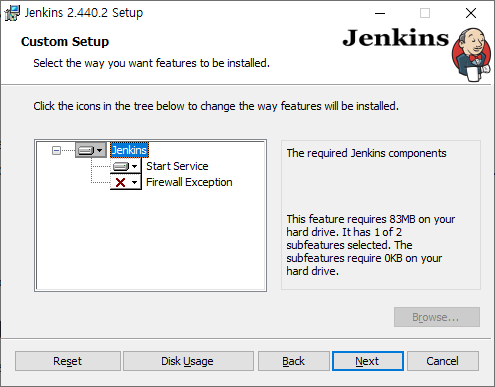 Jenkins 2.440.2 Setup
Custom Setup
Select the way you want features to be installed.
Jenkins
Click the icons in the tree below to change the way features will be installed.
Jenkins
Start Service
Firewall Exception
The required Jenkins components
This feature requires 83MB on your
hard drive. It has 1 of 2
subfeatures selected. The
subfeatures require 0KB on your
hard drive.
Browse...
Reset
Disk Usage
Back
Next
Cancel